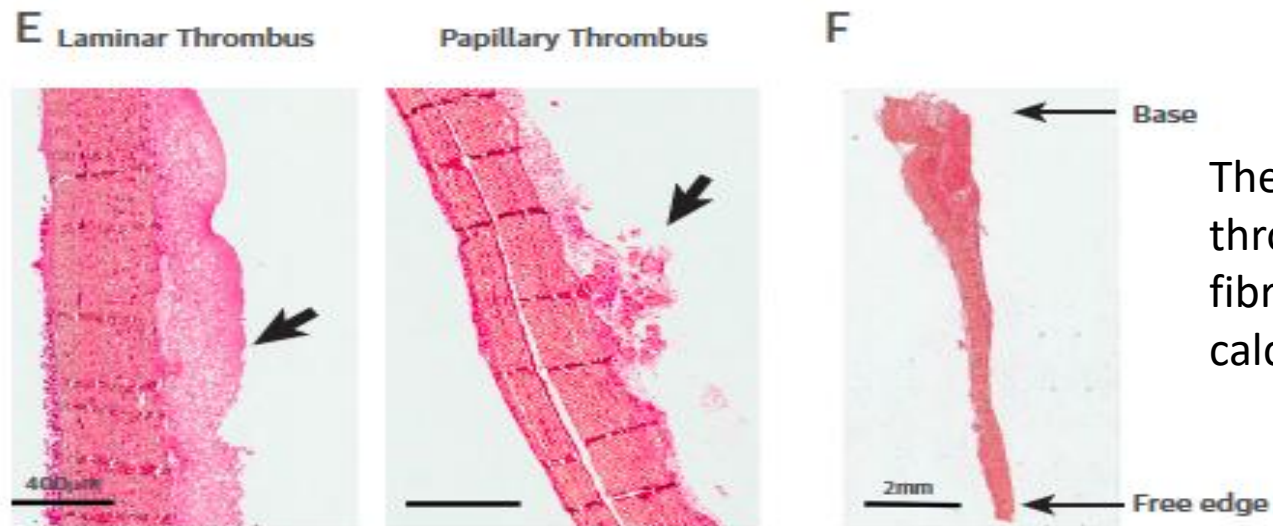 E Laminar Thrombus
Papillary Thrombus
400µm
F
Base
2mm
Free edge
The
thro
fibr
calc